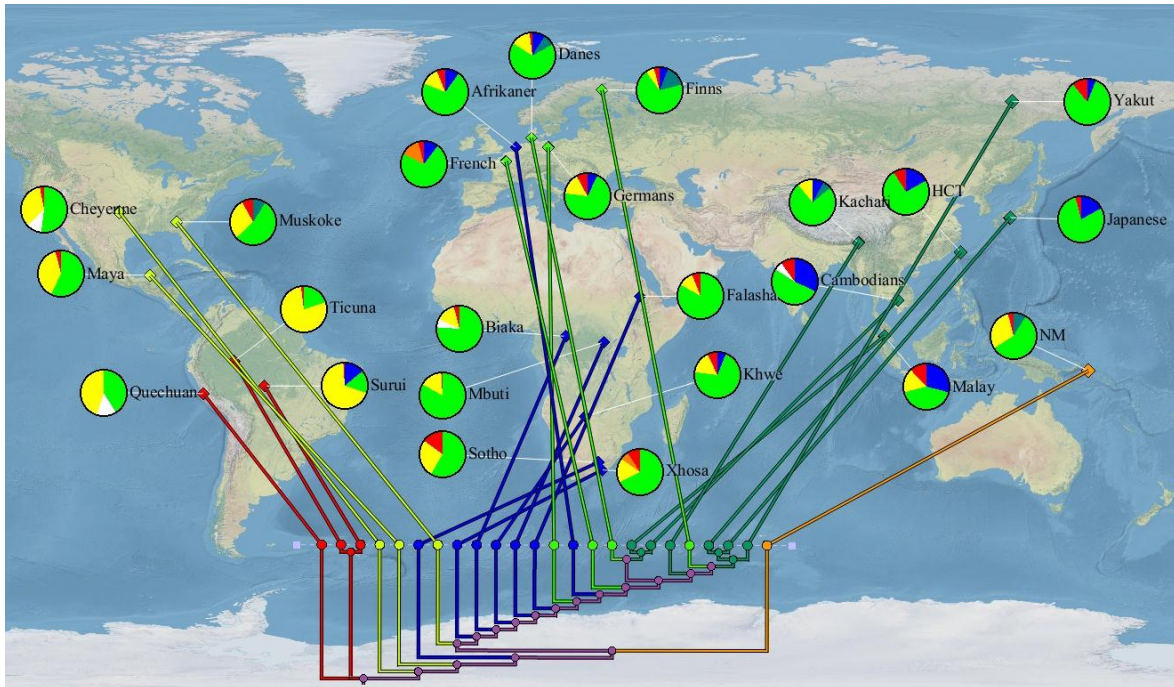 Danes
Afrikaner
Finns
Yakut
French
Germans
Kachari
HCT
Japanese
Cheyenne
Muskoke
Maya
Ticuna
Falasha
Cambodians
Biaka
NM
Quechuan
Surui
Mbuti
Khwe
Malay
Sotho
Xhosa